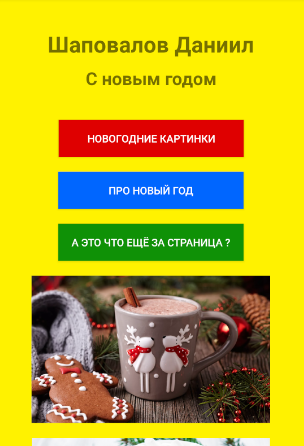 Шаповалов Даниил
С новым годом
НОВОГОДНИЕ КАРТИНКИ
ПРО НОВЫЙ ГОД
А ЭТО ЧТО ЕЩЁ ЗА СТРАНИЦА ?